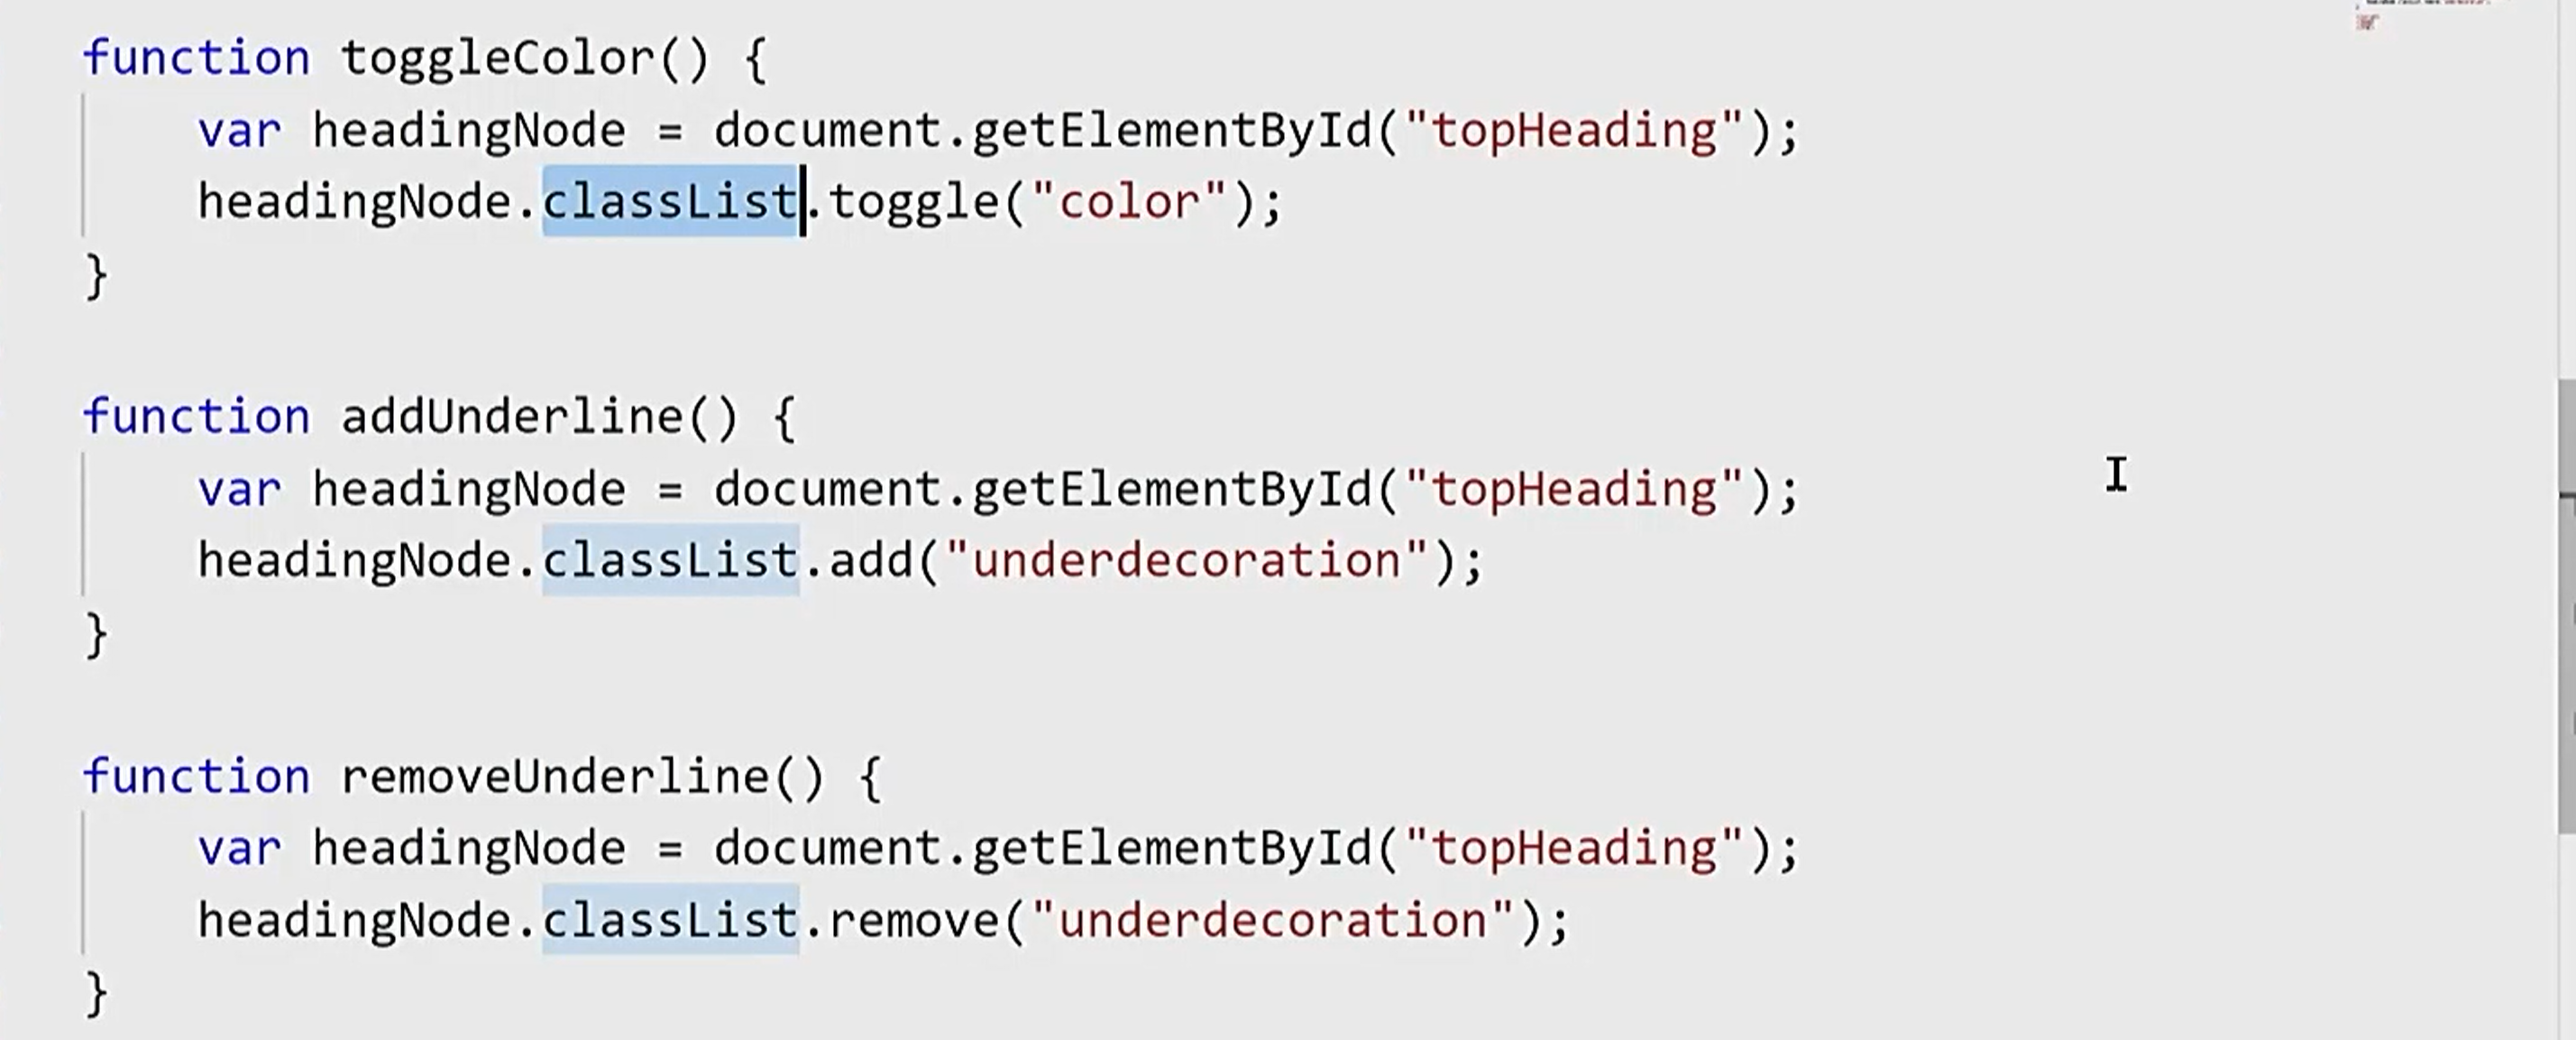 function toggleColor() {
var headingNode = document.getElementById("topHeading");
headingNode.classList.toggle("color");
}
function addUnderline() {
var headingNode = document.getElementById("topHeading");
headingNode.classList.add("underdecoration");
}
function removeUnderline() {
var headingNode = document.getElementById("topHeading");
headingNode.classList.remove("underdecoration");
}